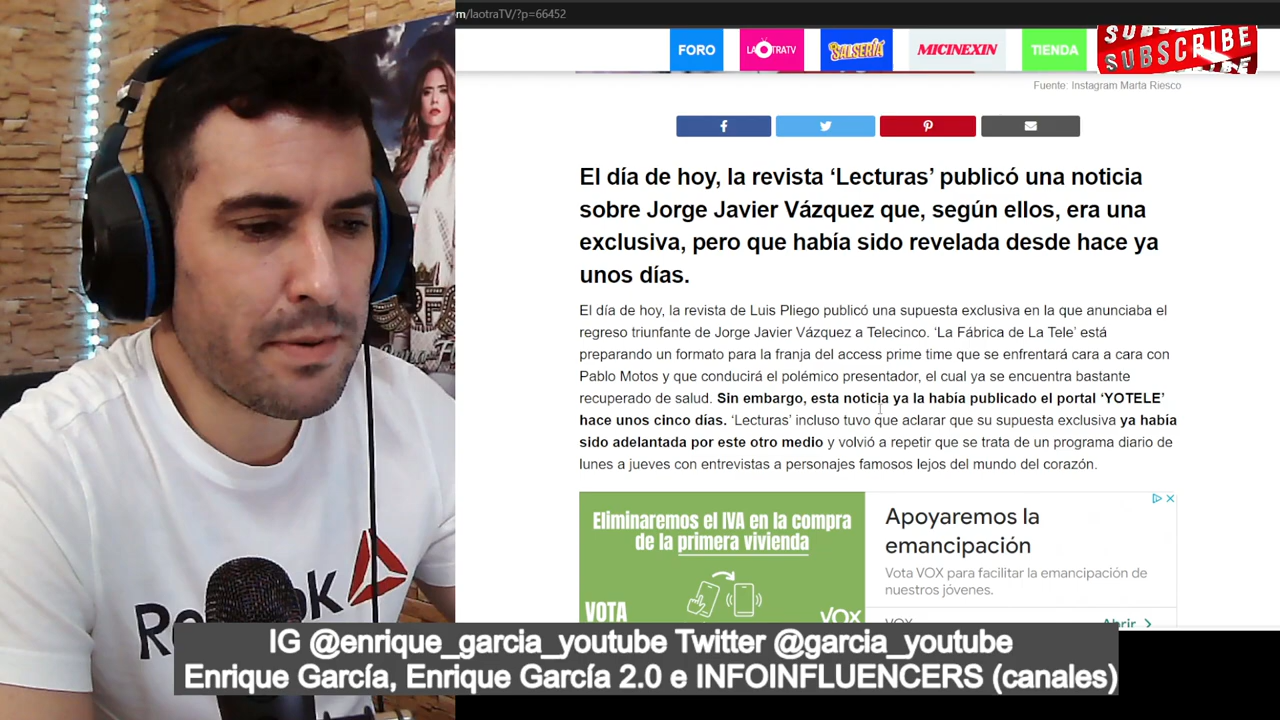 m/laotraTV/?p=66452
FORO
LA OTRA TV
SALSERÍA
MICINEXIN
TIENDA
SUBSCRIBE
Fuente: Instagram Marta Riesco
El día de hoy, la revista ‘Lecturas’ publicó una noticia
sobre Jorge Javier Vázquez que, según ellos, era una
exclusiva, pero que había sido revelada desde hace ya
unos días.
El día de hoy, la revista de Luis Pliego publicó una supuesta exclusiva en la que anunciaba el
regreso triunfante de Jorge Javier Vázquez a Telecinco. ‘La Fábrica de La Tele’ está
preparando un formato para la franja del access prime time que se enfrentará cara a cara con
Pablo Motos y que conducirá el polémico presentador, el cual ya se encuentra bastante
recuperado de salud. Sin embargo, esta noticia ya la había publicado el portal ‘YOTELE’
hace unos cinco días. ‘Lecturas’ incluso tuvo que aclarar que su supuesta exclusiva ya había
sido adelantada por este otro medio y volvió a repetir que se trata de un programa diario de
lunes a jueves con entrevistas a personajes famosos lejos del mundo del corazón.
Eliminaremos el IVA en la compra
de la primera vivienda
VOTA
VOX
Apoyaremos la
emancipación
Vota VOX para facilitar la emancipación de
nuestros jóvenes.
VOX
Abrir
IG @enrique_garcia_youtube Twitter @garcia_youtube
Enrique García, Enrique García 2.0 e INFOINFLUENCERS (canales)